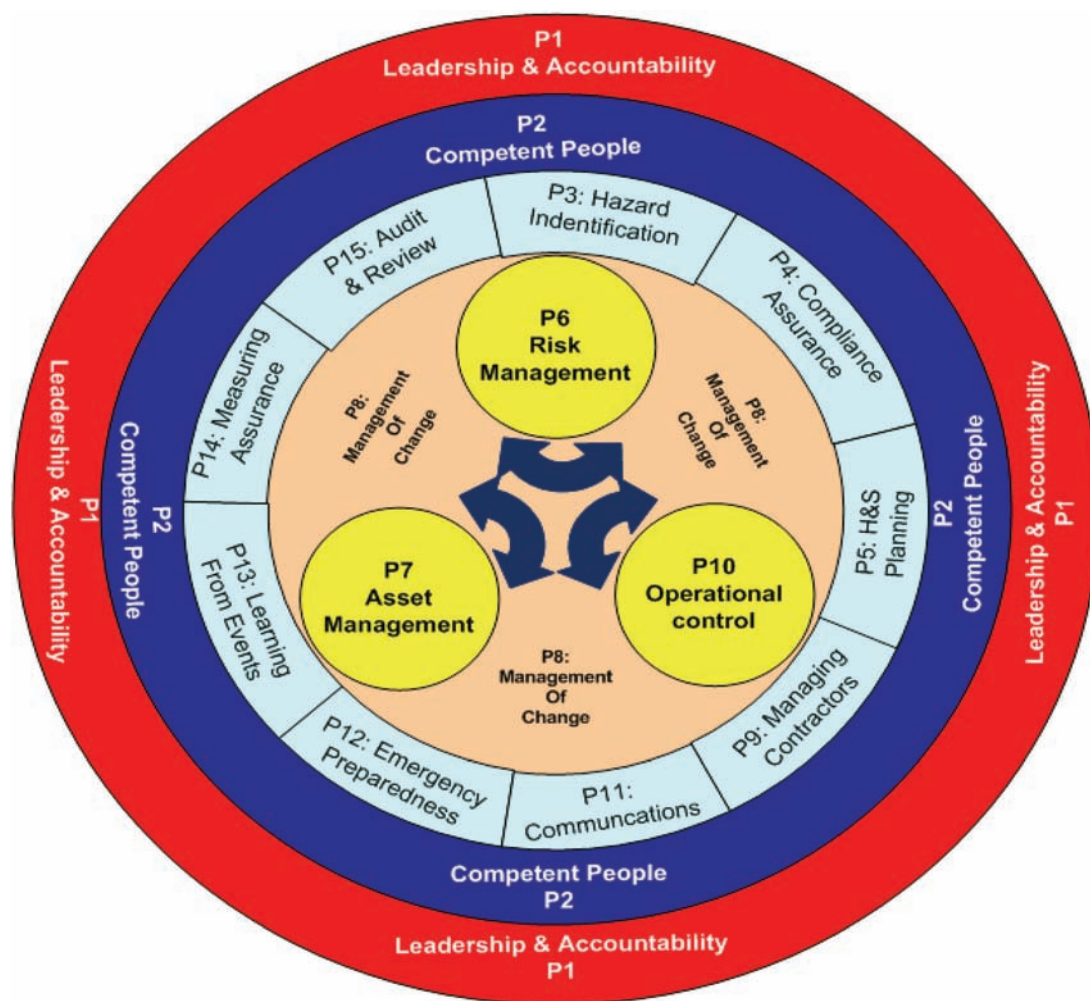 P1
Leadership & Accountability
P2
Competent People
P3: Hazard
Indentification
P4: Compliance
Assurance
P5: H&S
Planning
P9: Managing
Contractors
P11:
Communcations
P12: Emergency
Preparedness
P13: Learning
From Events
P14: Measuring
Assurance
P15: Audit
& Review
P6
Risk
Management
P8:
Management
Of
Change
P8:
Management
Of
Change
P7
Asset
Management
P10
Operational
control
P8:
Management
Of
Change
Competent People
P2
Leadership & Accountability
P1
Competent People
P2
Leadership & Accountability
P1
Competent People
P2
Leadership & Accountability
P1